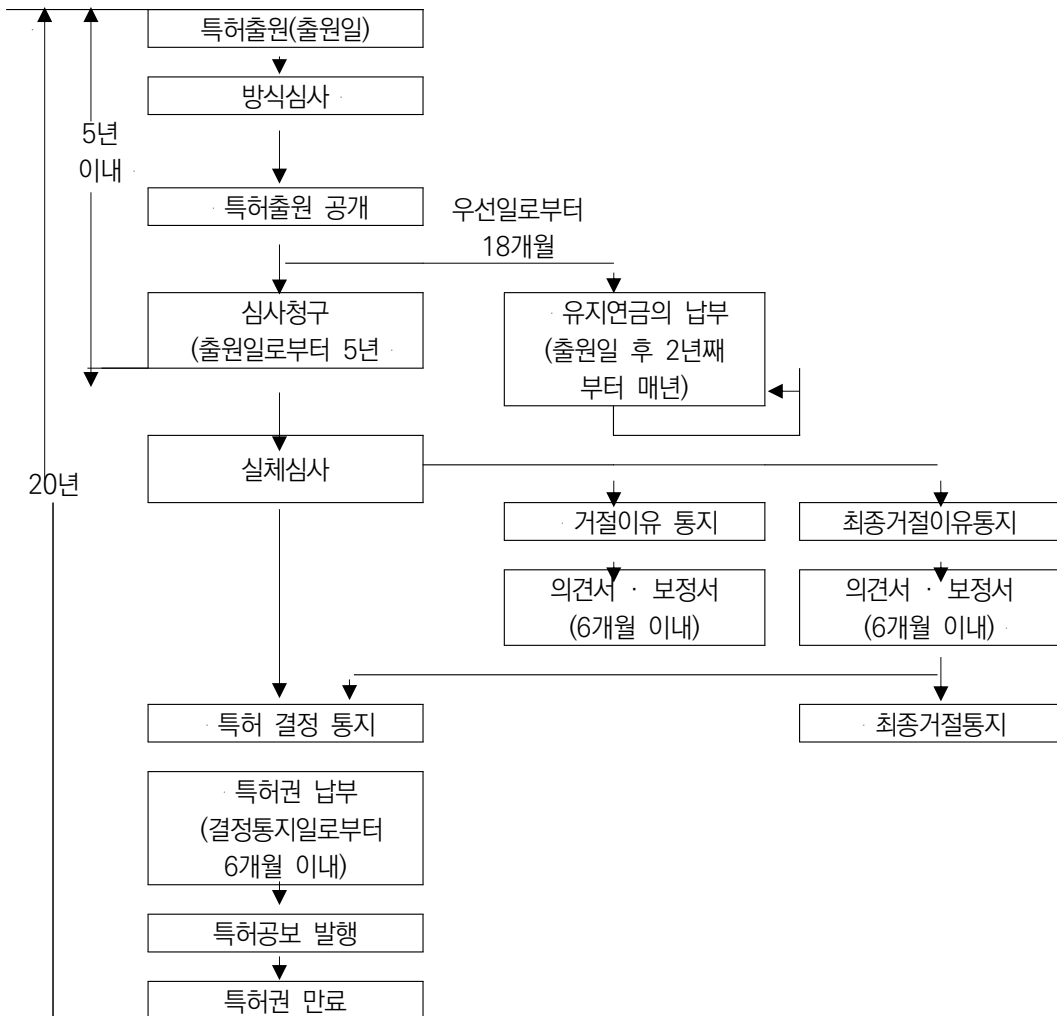 특허출원(출원일)
방식심사
5년
이내
특허출원 공개
우선일로부터
18개월
심사청구
(출원일로부터 5년
유지연금의 납부
(출원일 후 2년째
부터 매년)
실체심사
20년
거절이유 통지
최종거절이유통지
의견서 · 보정서
(6개월 이내)
의견서 · 보정서
(6개월 이내)
특허 결정 통지
최종거절통지
특허권 납부
(결정통지일로부터
6개월 이내)
특허공보 발행
특허권 만료